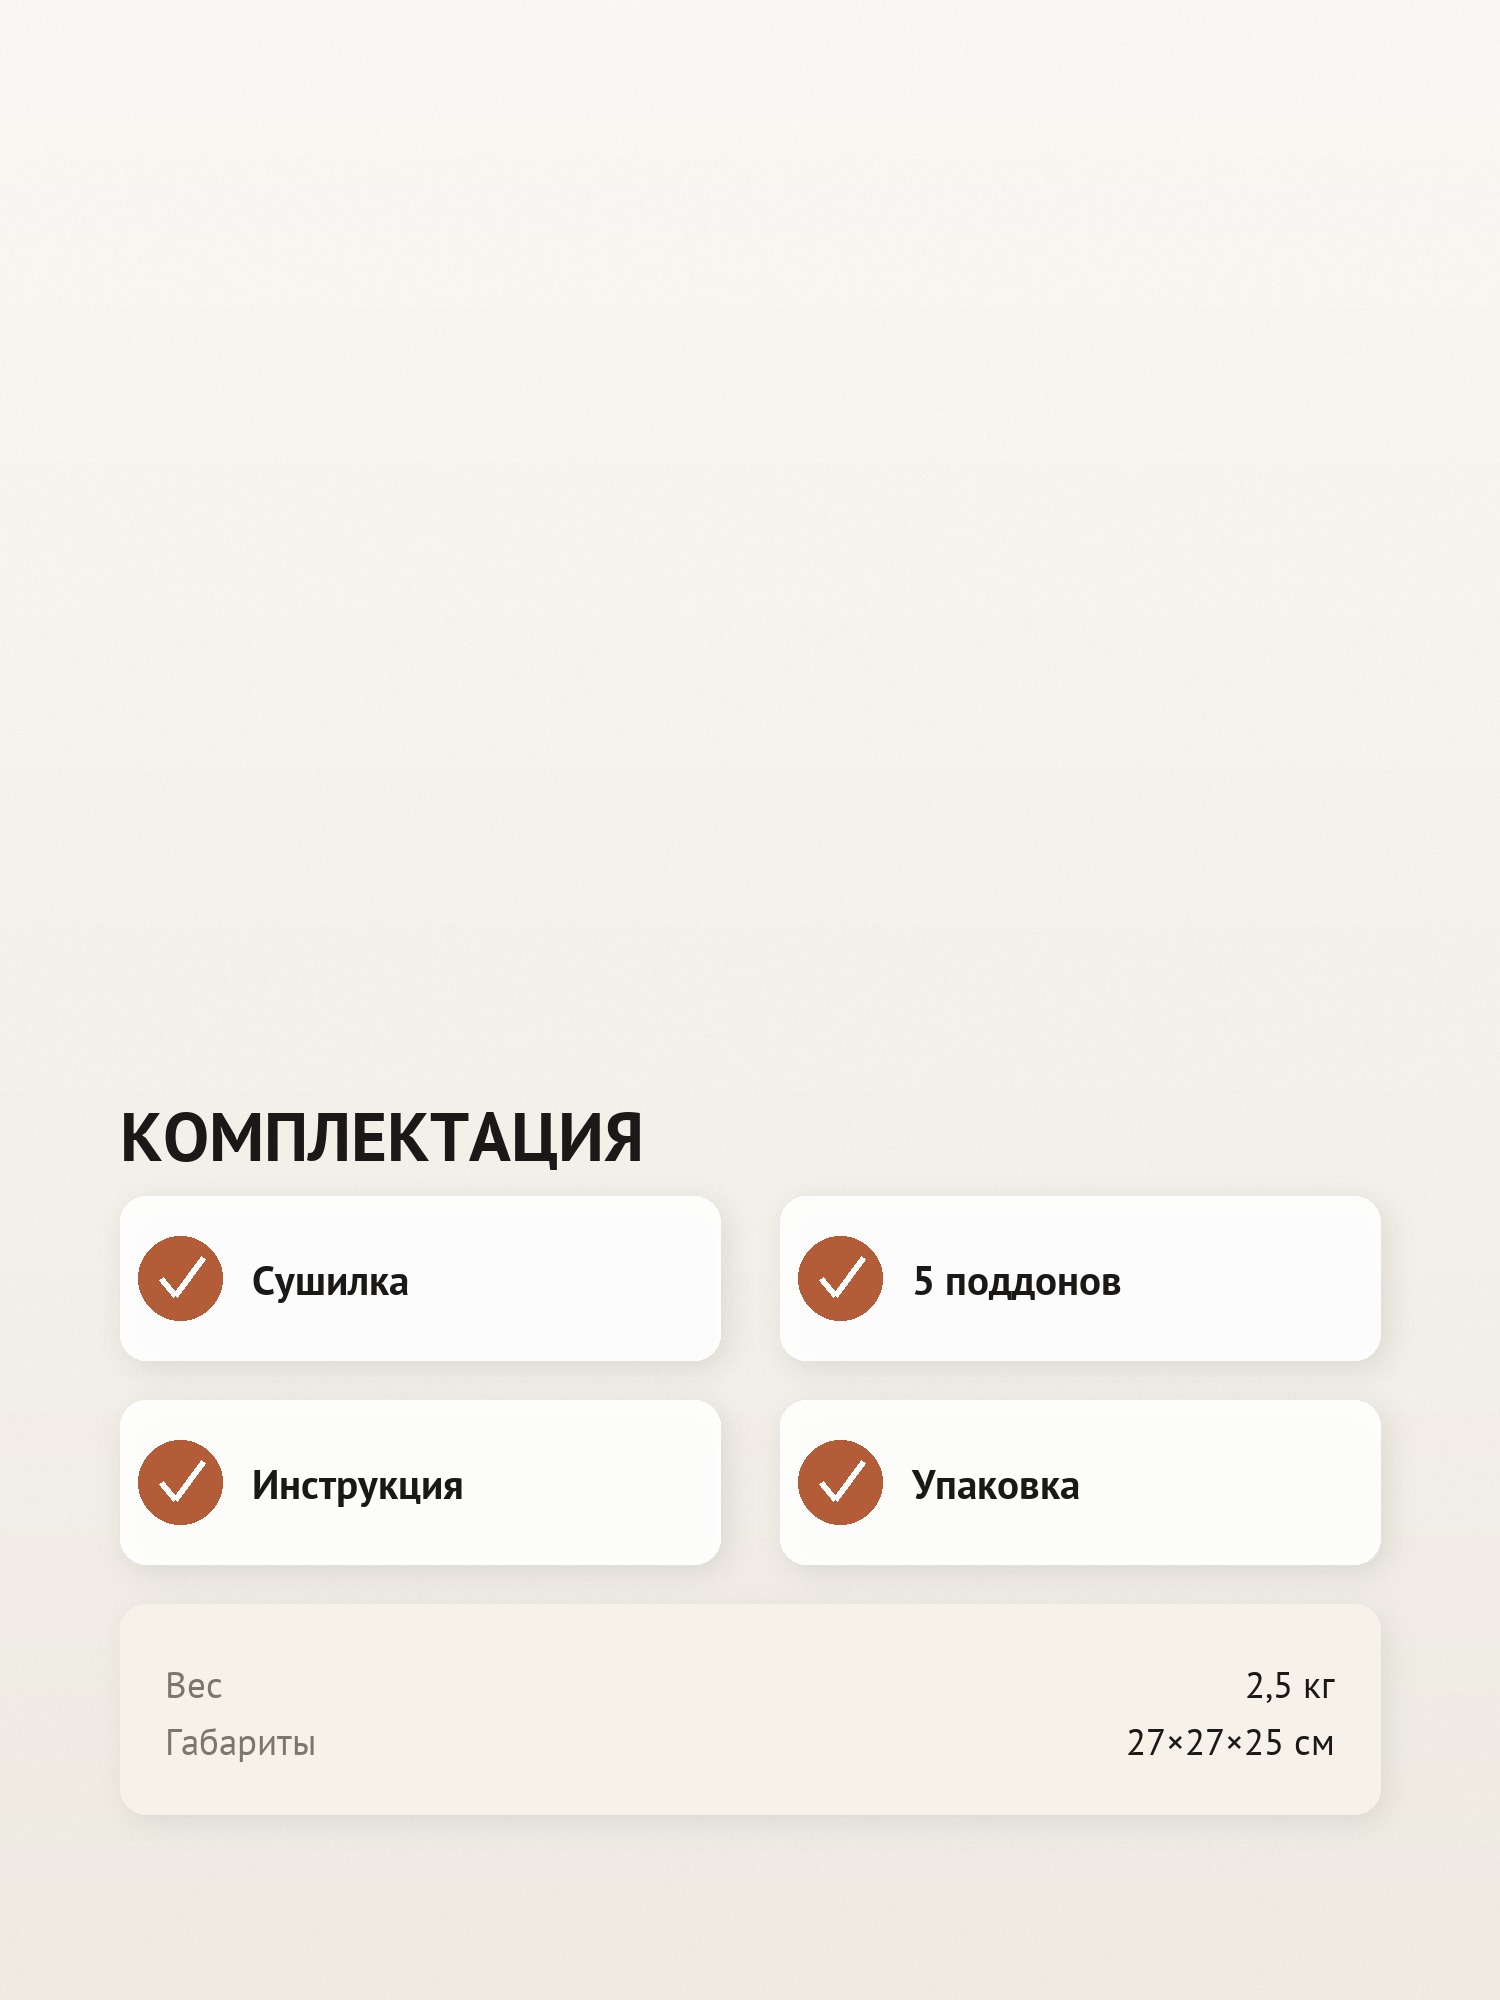 КОМПЛЕКТАЦИЯ
Сушилка
5 поддонов
Инструкция
Упаковка
Вес 2,5 кг
Габариты 27×27×25 см